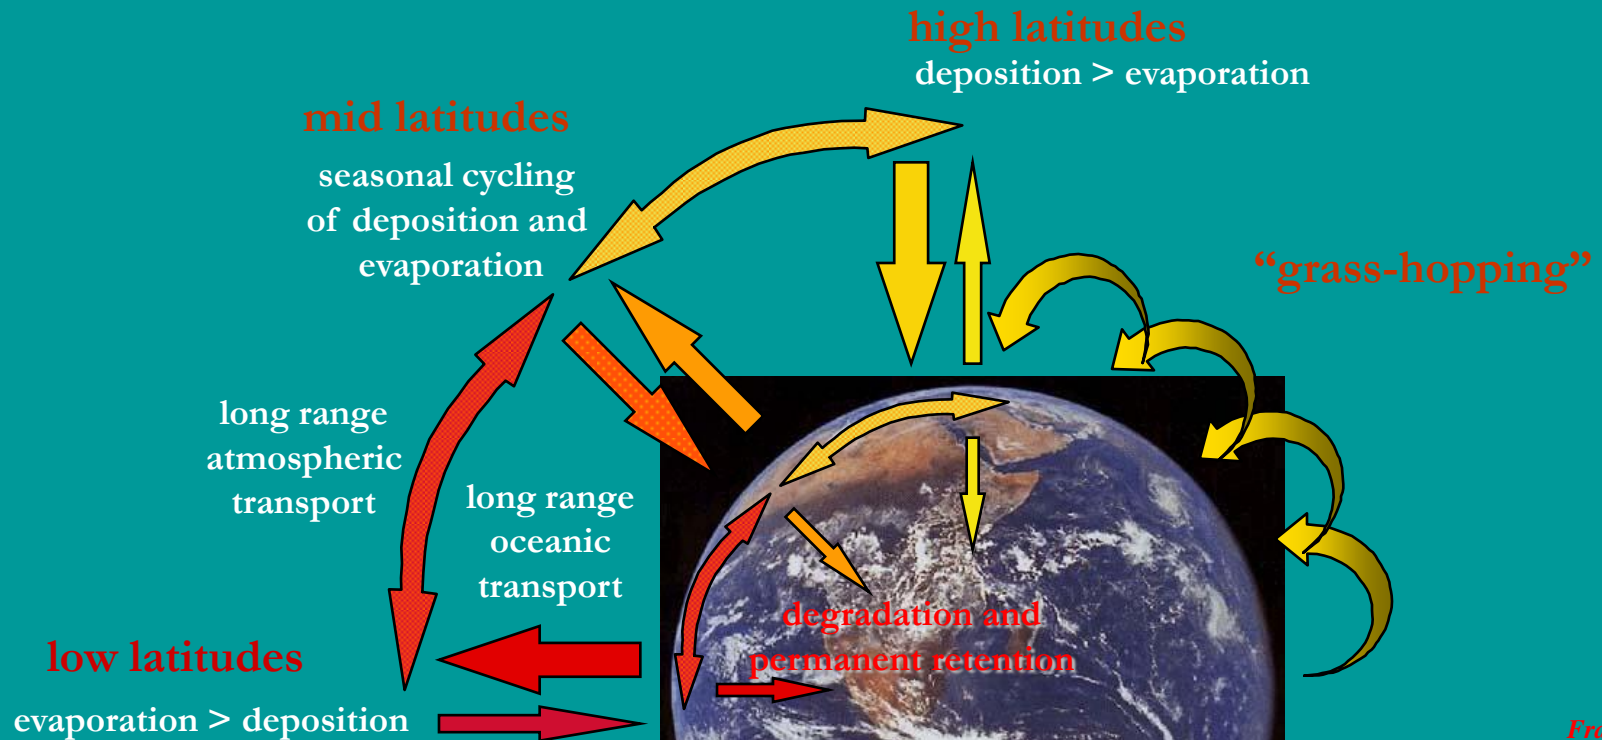 high latitudes
deposition > evaporation
mid latitudes
seasonal cycling
of deposition and
evaporation
“grass-hopping”
long range
atmospheric
transport
long range
oceanic
transport
degradation and
permanent retention
low latitudes
evaporation > deposition